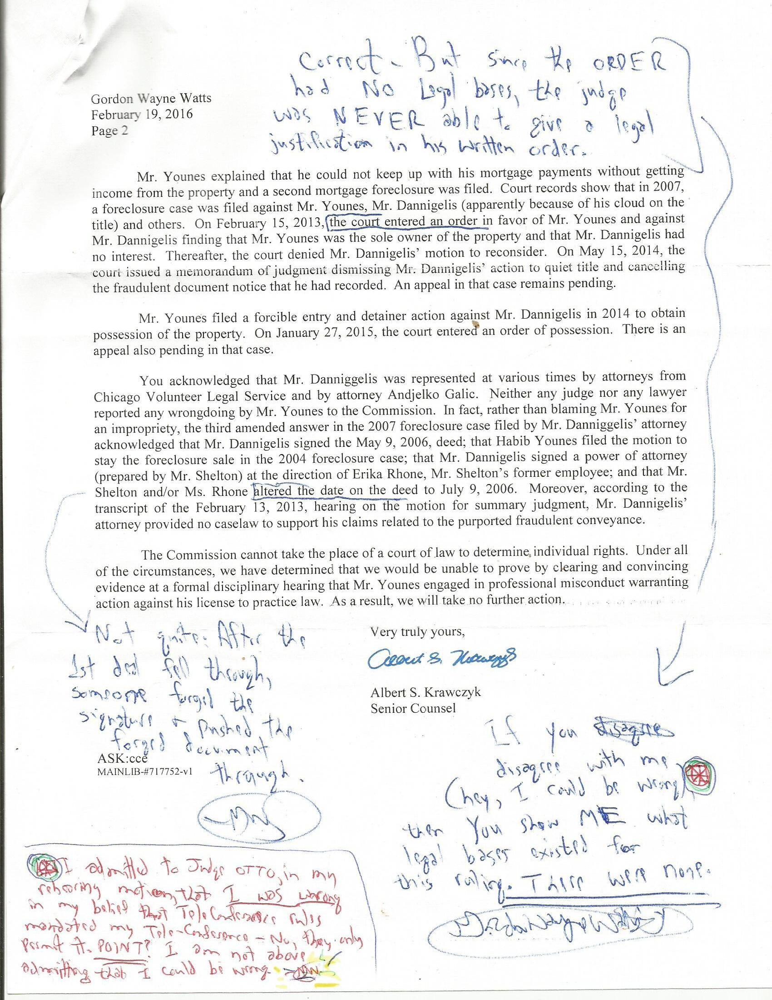 Correct - But since the ORDER
had NO Legal bases, the judge
was NEVER able to give a legal
justification in his written order.
Gordon Wayne Watts
February 19, 2016
Page 2
Mr. Younes explained that he could not keep up with his mortgage payments without getting
income from the property and a second mortgage foreclosure was filed. Court records show that in 2007,
a foreclosure case was filed against Mr. Younes, Mr. Dannigelis (apparently because of his cloud on the
title) and others. On February 15, 2013, the court entered an order in favor of Mr. Younes and against
Mr. Dannigelis finding that Mr. Younes was the sole owner of the property and that Mr. Dannigelis had
no interest. Thereafter, the court denied Mr. Dannigelis' motion to reconsider. On May 15, 2014, the
court issued a memorandum of judgment dismissing Mr. Dannigelis' action to quiet title and cancelling
the fraudulent document notice that he had recorded. An appeal in that case remains pending.
Mr. Younes filed a forcible entry and detainer action against Mr. Dannigelis in 2014 to obtain
possession of the property. On January 27, 2015, the court entered an order of possession. There is an
appeal also pending in that case.
You acknowledged that Mr. Danniggelis was represented at various times by attorneys from
Chicago Volunteer Legal Service and by attorney Andjelko Galic. Neither any judge nor any lawyer
reported any wrongdoing by Mr. Younes to the Commission. In fact, rather than blaming Mr. Younes for
an impropriety, the third amended answer in the 2007 foreclosure case filed by Mr. Danniggelis' attorney
acknowledged that Mr. Dannigelis signed the May 9, 2006, deed; that Habib Younes filed the motion to
stay the foreclosure sale in the 2004 foreclosure case; that Mr. Dannigelis signed a power of attorney
(prepared by Mr. Shelton) at the direction of Erika Rhone, Mr. Shelton's former employee; and that Mr.
Shelton and/or Ms. Rhone altered the date on the deed to July 9, 2006. Moreover, according to the
transcript of the February 13, 2013, hearing on the motion for summary judgment, Mr. Dannigelis'
attorney provided no caselaw to support his claims related to the purported fraudulent conveyance.
The Commission cannot take the place of a court of law to determine individual rights. Under all
of the circumstances, we have determined that we would be unable to prove by clearing and convincing
evidence at a formal disciplinary hearing that Mr. Younes engaged in professional misconduct warranting
action against his license to practice law. As a result, we will take no further action.
Very truly yours,
Albert S. Krawczyk
Albert S. Krawczyk
Senior Counsel
Not quite: After the
1st deal fell through,
someone forged the
signature + pushed the
forged document
through.
ASK:cce
MAINLIB-#717752-v1
If you disagree
disagree with me
(hey, I could be wrong),
then You show ME what
legal bases existed for
this ruling. There were none.
Gordon Wayne Watts
I admitted to Judge OTTO, in my
rehearing motion, that I was wrong
in my belief that TeleConference rules
mandated my Tele-Conference - No, they only
permit it. POINT? I am not above
admitting that I could be wrong